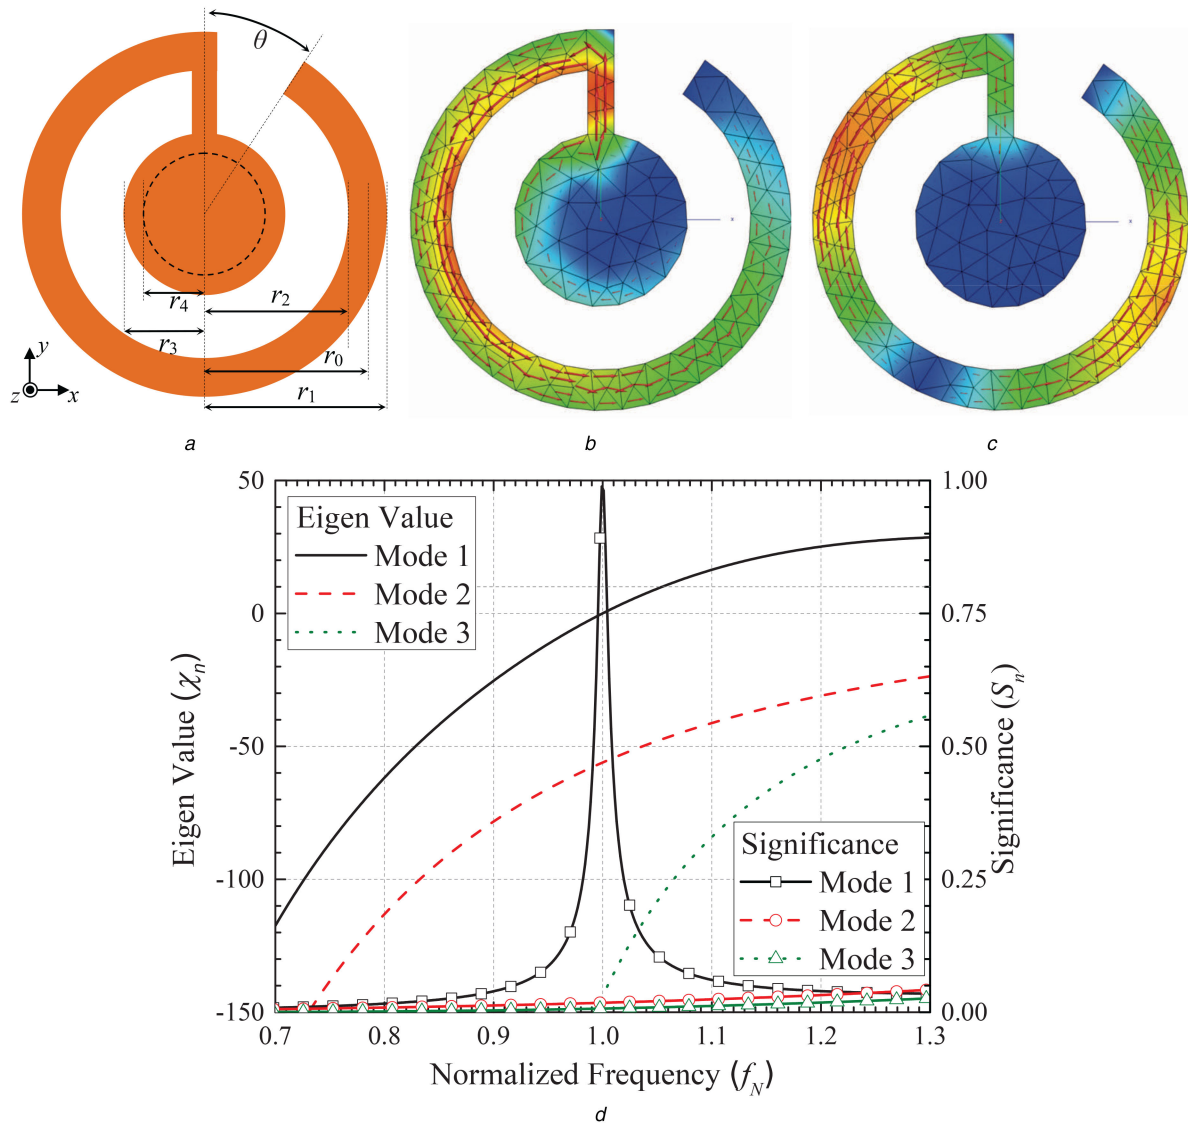 θ
r4
r2
r3
r0
r1
y
z
x
x
x
a
b
c
50
0
-50
-100
-150
Eigen Value (χn)
Eigen Value
Mode 1
Mode 2
Mode 3
1.00
0.75
0.50
0.25
0.00
Significance (Sn)
Significance
Mode 1
Mode 2
Mode 3
0.7 0.8 0.9 1.0 1.1 1.2 1.3
Normalized Frequency (fN)
d